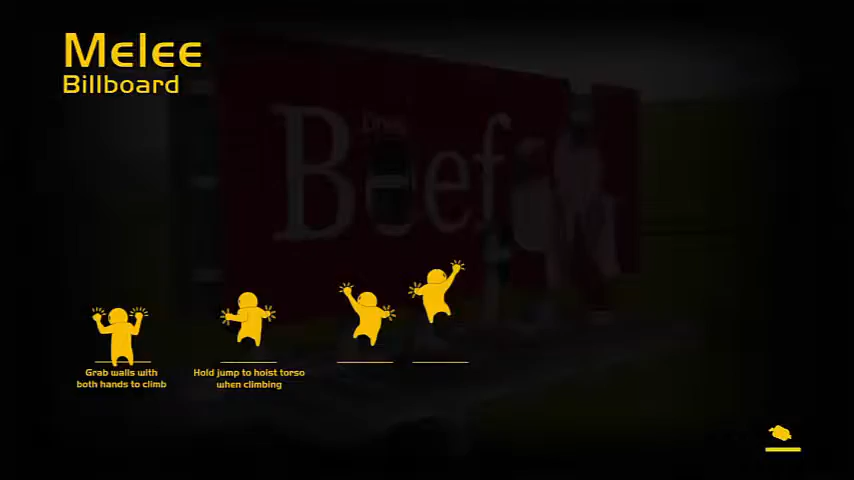 Melee
Billboard
Beef
Grab walls with
both hands to climb
Hold jump to hoist torso
when climbing